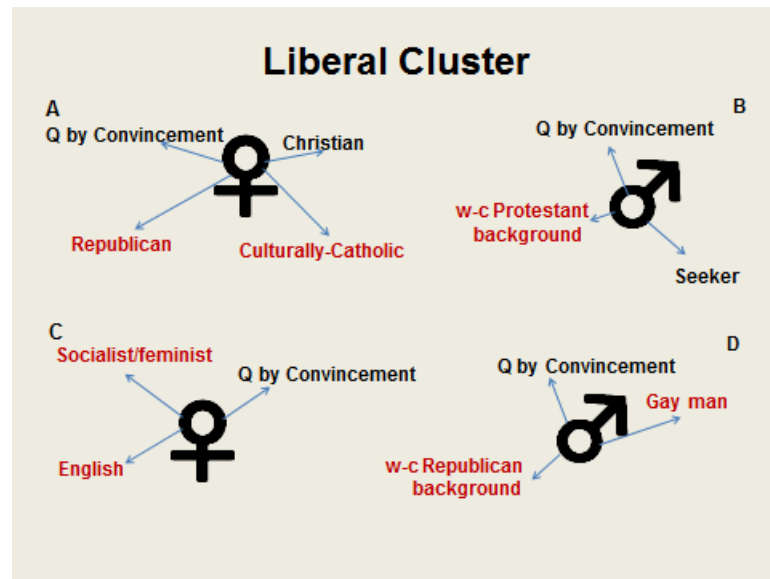 Liberal Cluster
A
Q by Convincement
Christian
Republican
Culturally-Catholic
B
Q by Convincement
w-c Protestant
background
Seeker
C
Socialist/feminist
Q by Convincement
English
D
Q by Convincement
Gay man
w-c Republican
background